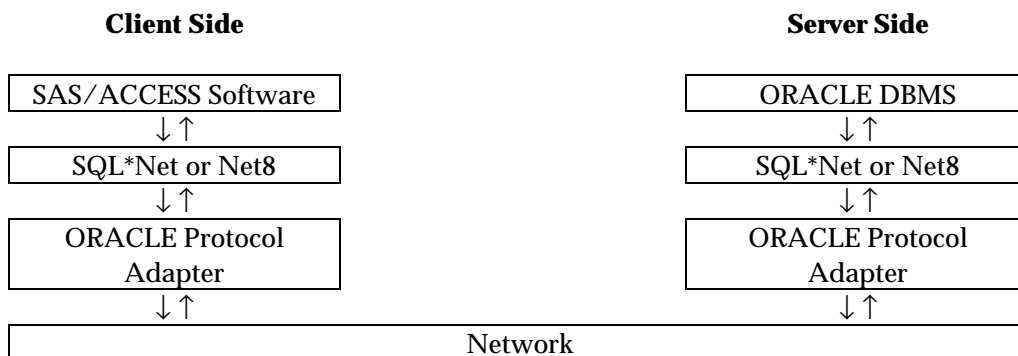 Client Side
Server Side
SAS/ACCESS Software
ORACLE DBMS
↓↑
↓↑
SQL*Net or Net8
SQL*Net or Net8
↓↑
↓↑
ORACLE Protocol
Adapter
ORACLE Protocol
Adapter
↓↑
↓↑
Network